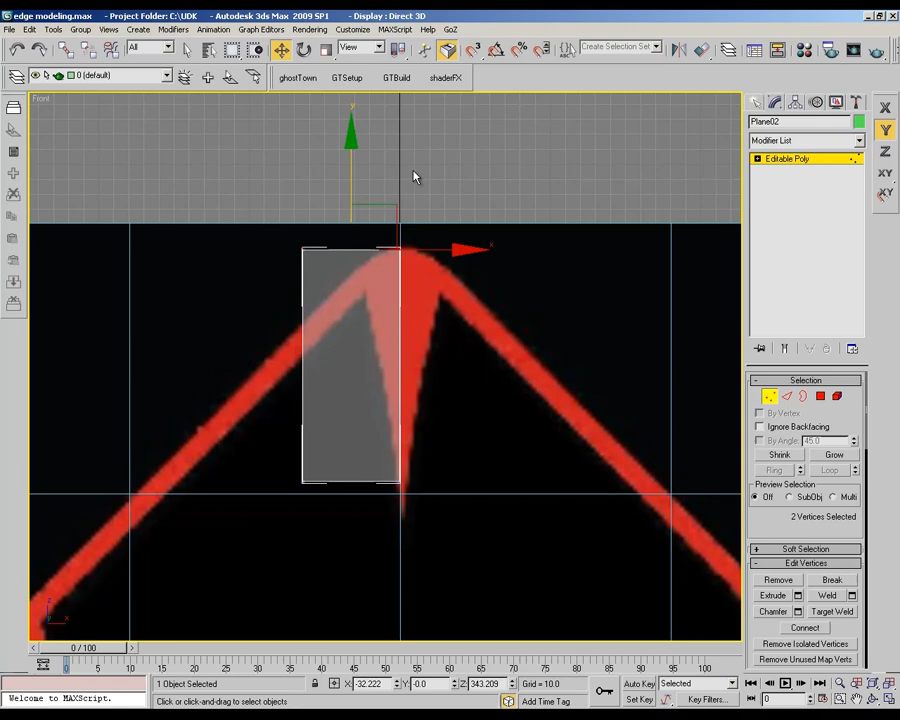 edge modeling.max - Project Folder: C:\UDK - Autodesk 3ds Max 2009 SP1 - Display : Direct 3D
File Edit Tools Group Views Create Modifiers Animation Graph Editors Rendering Customize MAXScript Help GoZ
All View Create Selection Set
0 (default) ghostTown GTSetup GTBuild shaderFX
Front
X
Y
Z
XY
XY
Plane02
Modifier List
Editable Poly
y
x
- Selection
By Vertex
Ignore Backfacing
By Angle: 45.0
Shrink Grow
Ring Loop
Preview Selection
Off SubObj Multi
2 Vertices Selected
+ Soft Selection
- Edit Vertices
Remove Break
Extrude Weld
Chamfer Target Weld
Connect
Remove Isolated Vertices
Remove Unused Map Verts
z
x
< 0 / 100 >
0 5 10 15 20 25 30 35 40 45 50 55 60 65 70 75 80 85 90 95 100
1 Object Selected X: -32.222 Y: -0.0 Z: 343.209 Grid = 10.0 Auto Key Selected
Welcome to MAXScript. Click or click-and-drag to select objects Add Time Tag Set Key Key Filters... 0